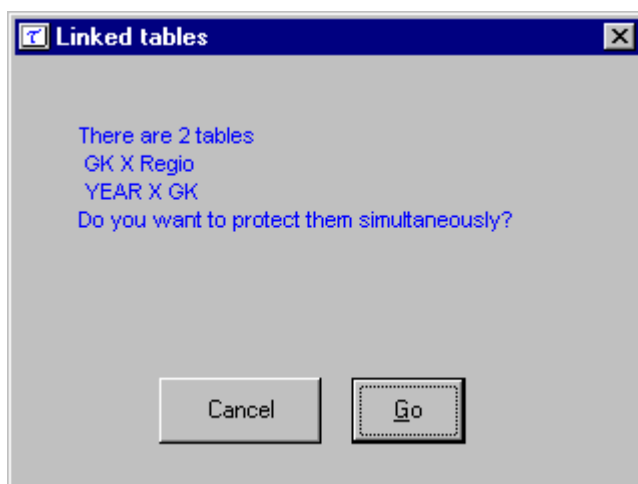 τ Linked tables
There are 2 tables
GK X Regio
YEAR X GK
Do you want to protect them simultaneously?
Cancel
Go